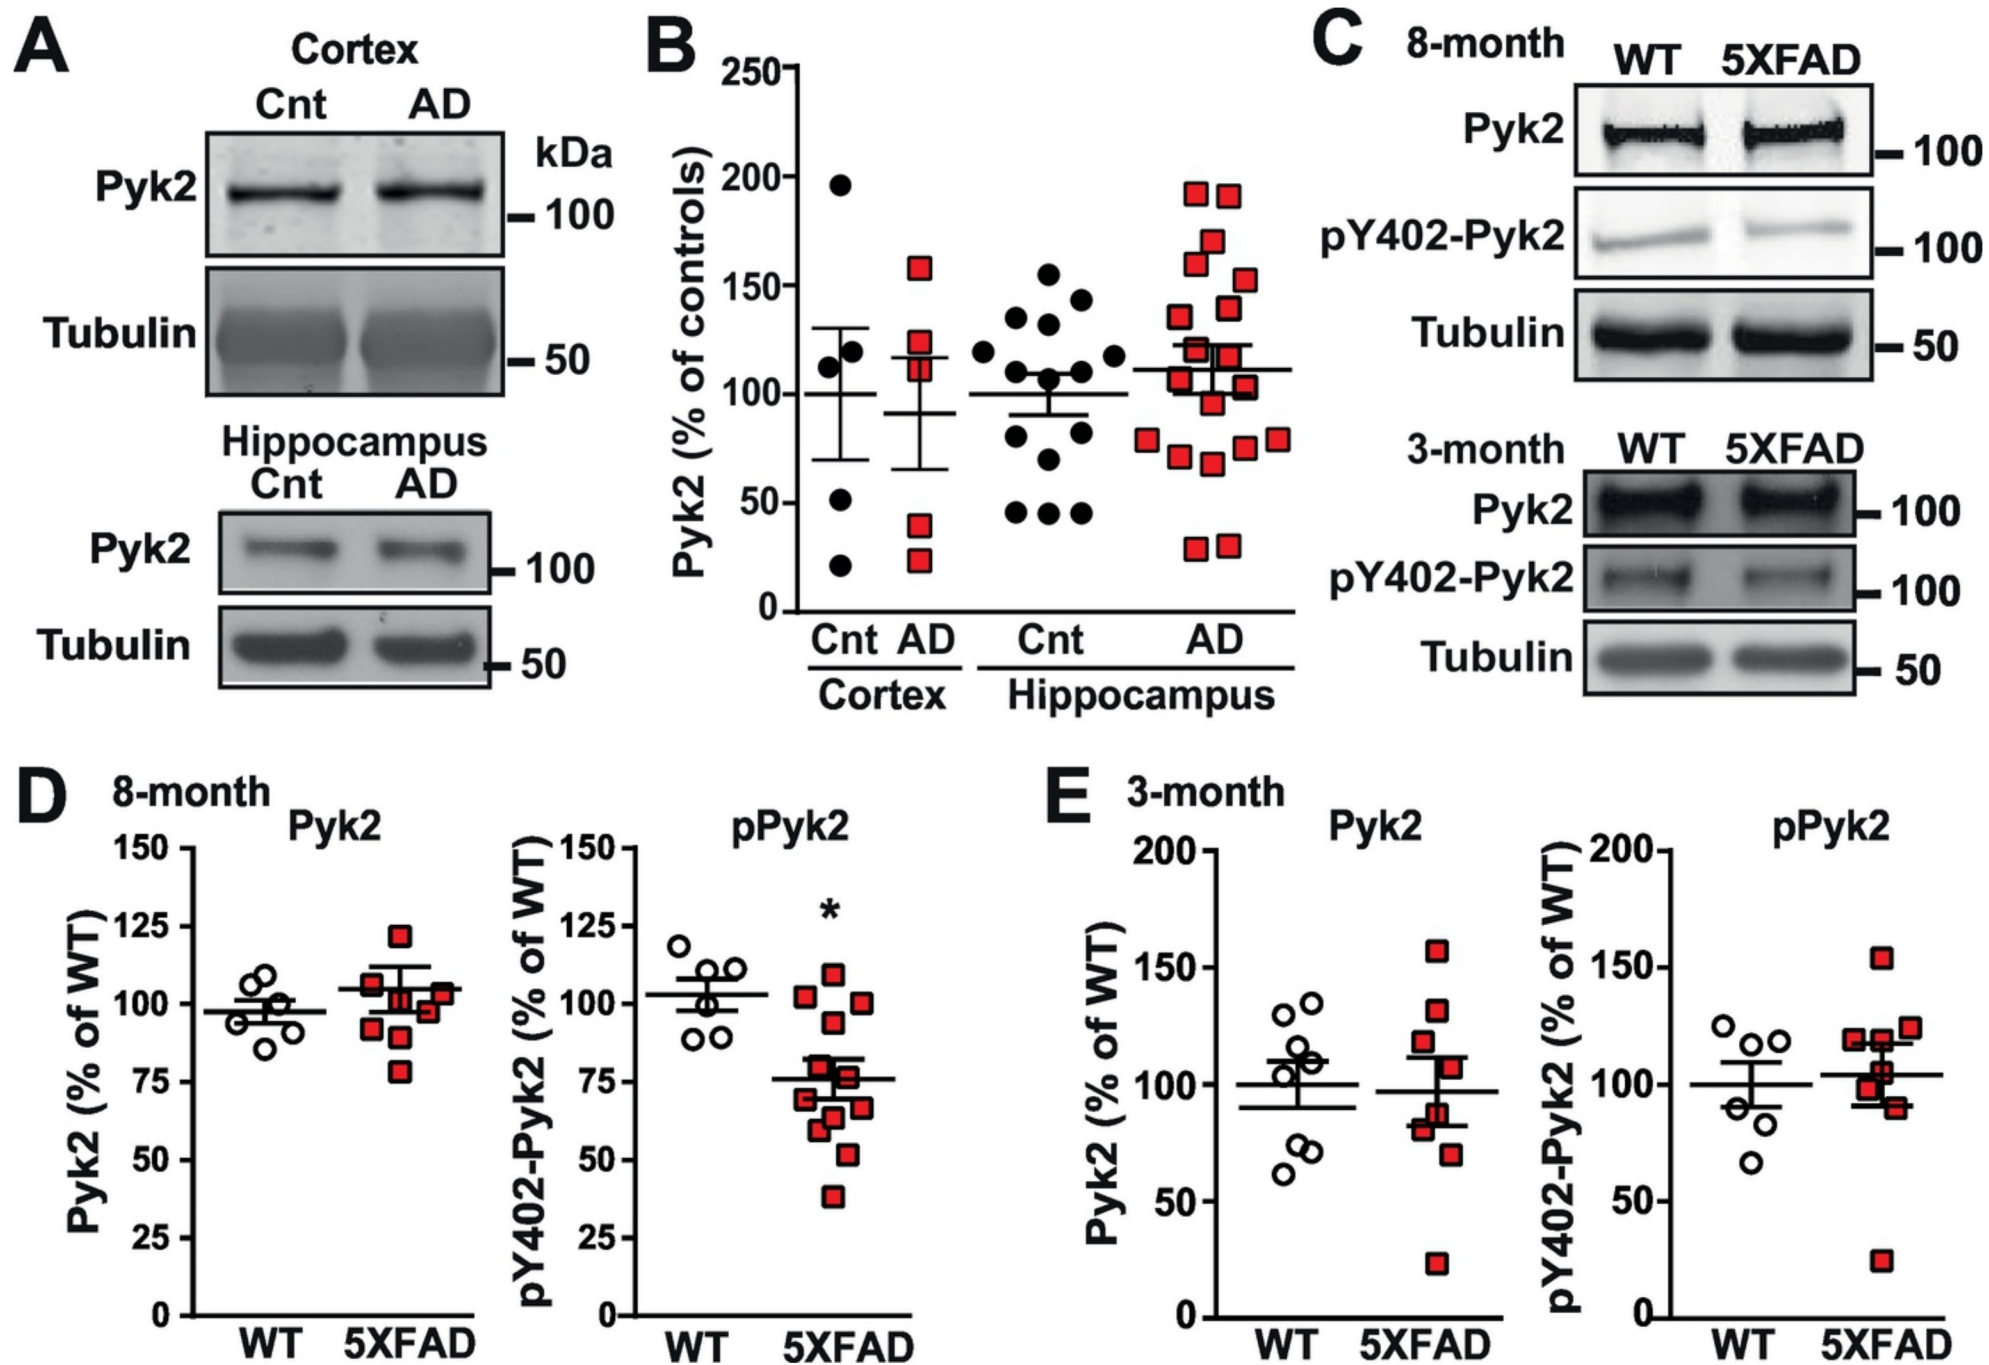 A
Cortex
Cnt AD
kDa
Pyk2
100
Tubulin
50
Hippocampus
Cnt AD
Pyk2
100
Tubulin
50
B
Pyk2 (% of controls)
250
200
150
100
50
0
Cnt AD Cnt AD
Cortex Hippocampus
C
8-month WT 5XFAD
Pyk2
100
pY402-Pyk2
100
Tubulin
50
3-month WT 5XFAD
Pyk2
100
pY402-Pyk2
100
Tubulin
50
D
8-month
Pyk2
Pyk2 (% of WT)
150
125
100
75
50
25
0
WT 5XFAD
pPyk2
pY402-Pyk2 (% of WT)
150
125
100
75
50
25
0
*
WT 5XFAD
E
3-month
Pyk2
Pyk2 (% of WT)
200
150
100
50
0
WT 5XFAD
pPyk2
pY402-Pyk2 (% of WT)
200
150
100
50
0
WT 5XFAD